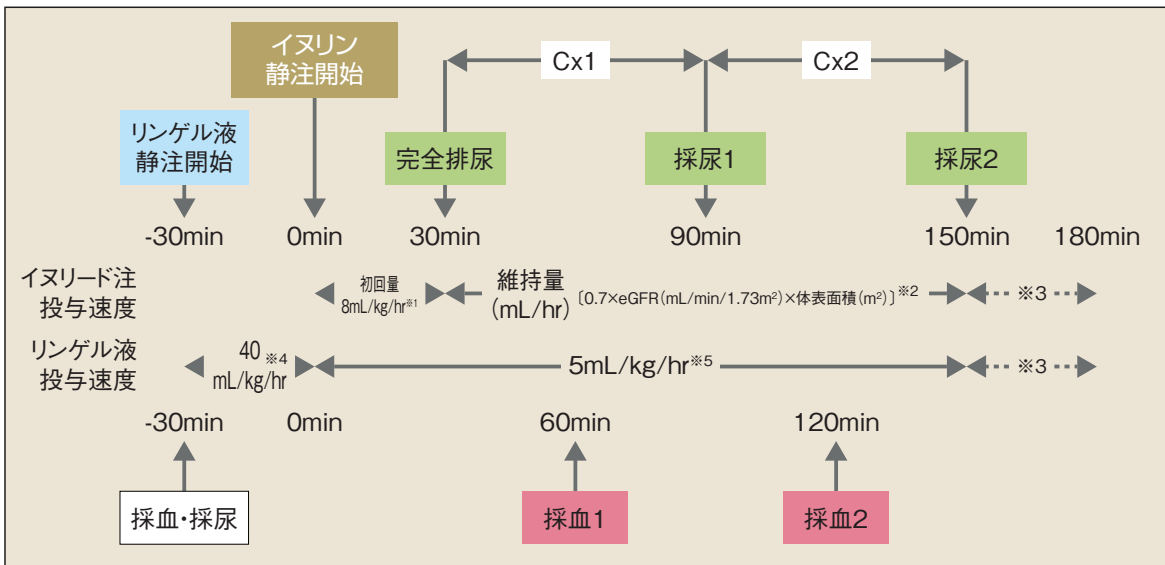 イヌリン
静注開始
Cx1
Cx2
リンゲル液
静注開始
完全排尿
採尿1
採尿2
-30min 0min 30min 90min 150min 180min
イヌリード注
投与速度
初回量
8mL/kg/hr※1
維持量
(mL/hr)
〔0.7×eGFR(mL/min/1.73m²)×体表面積(m²)〕※2
※3
リンゲル液
投与速度
40※4
mL/kg/hr
5mL/kg/hr※5
※3
-30min 0min 60min 120min
採血・採尿
採血1
採血2